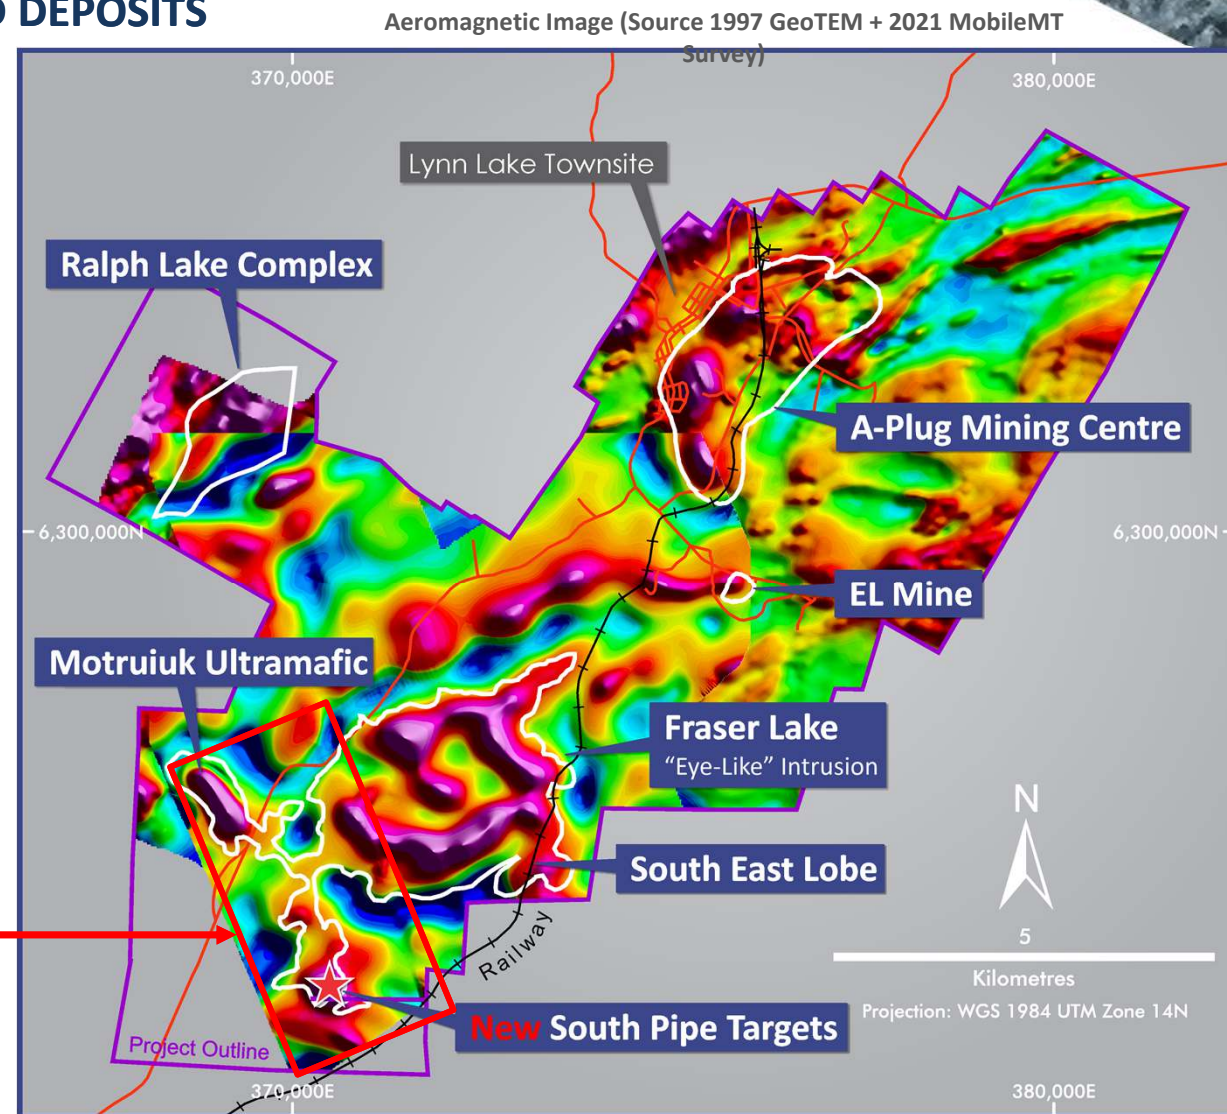 DEPOSITS
Aeromagnetic Image (Source 1997 GeoTEM + 2021 MobileMT
Survey)
370,000E
380,000E
Lynn Lake Townsite
Ralph Lake Complex
A-Plug Mining Centre
6,300,000N
6,300,000N
EL Mine
Motruiuk Ultramafic
Fraser Lake
"Eye-Like" Intrusion
South East Lobe
N
5
Kilometres
Projection: WGS 1984 UTM Zone 14N
Railway
New South Pipe Targets
Project Outline
370,000E
380,000E